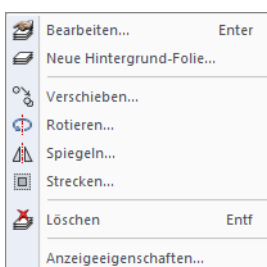 Bearbeiten... Enter
Neue Hintergrund-Folie...
Verschieben...
Rotieren...
Spiegeln...
Strecken...
Löschen Entf
Anzeigeeigenschaften...